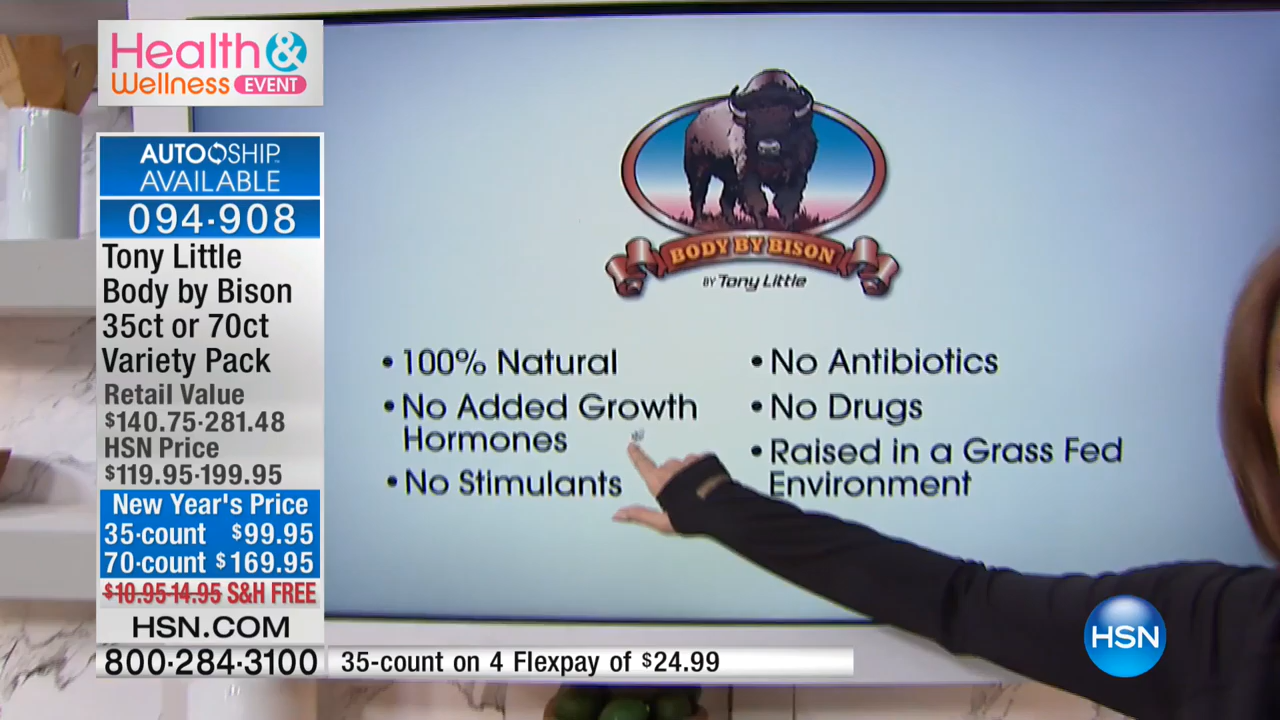 Health &
Wellness EVENT
AUTOSHIP™
AVAILABLE
094-908
Tony Little
Body by Bison
35ct or 70ct
Variety Pack
Retail Value
$140.75-281.48
HSN Price
$119.95-199.95
New Year's Price
35-count $99.95
70-count $169.95
$10.95-14.95 S&H FREE
HSN.COM
800-284-3100
35-count on 4 Flexpay of $24.99
BODY BY BISON
BY Tony Little
• 100% Natural
• No Added Growth
Hormones
• No Stimulants
• No Antibiotics
• No Drugs
• Raised in a Grass Fed
Environment
HSN